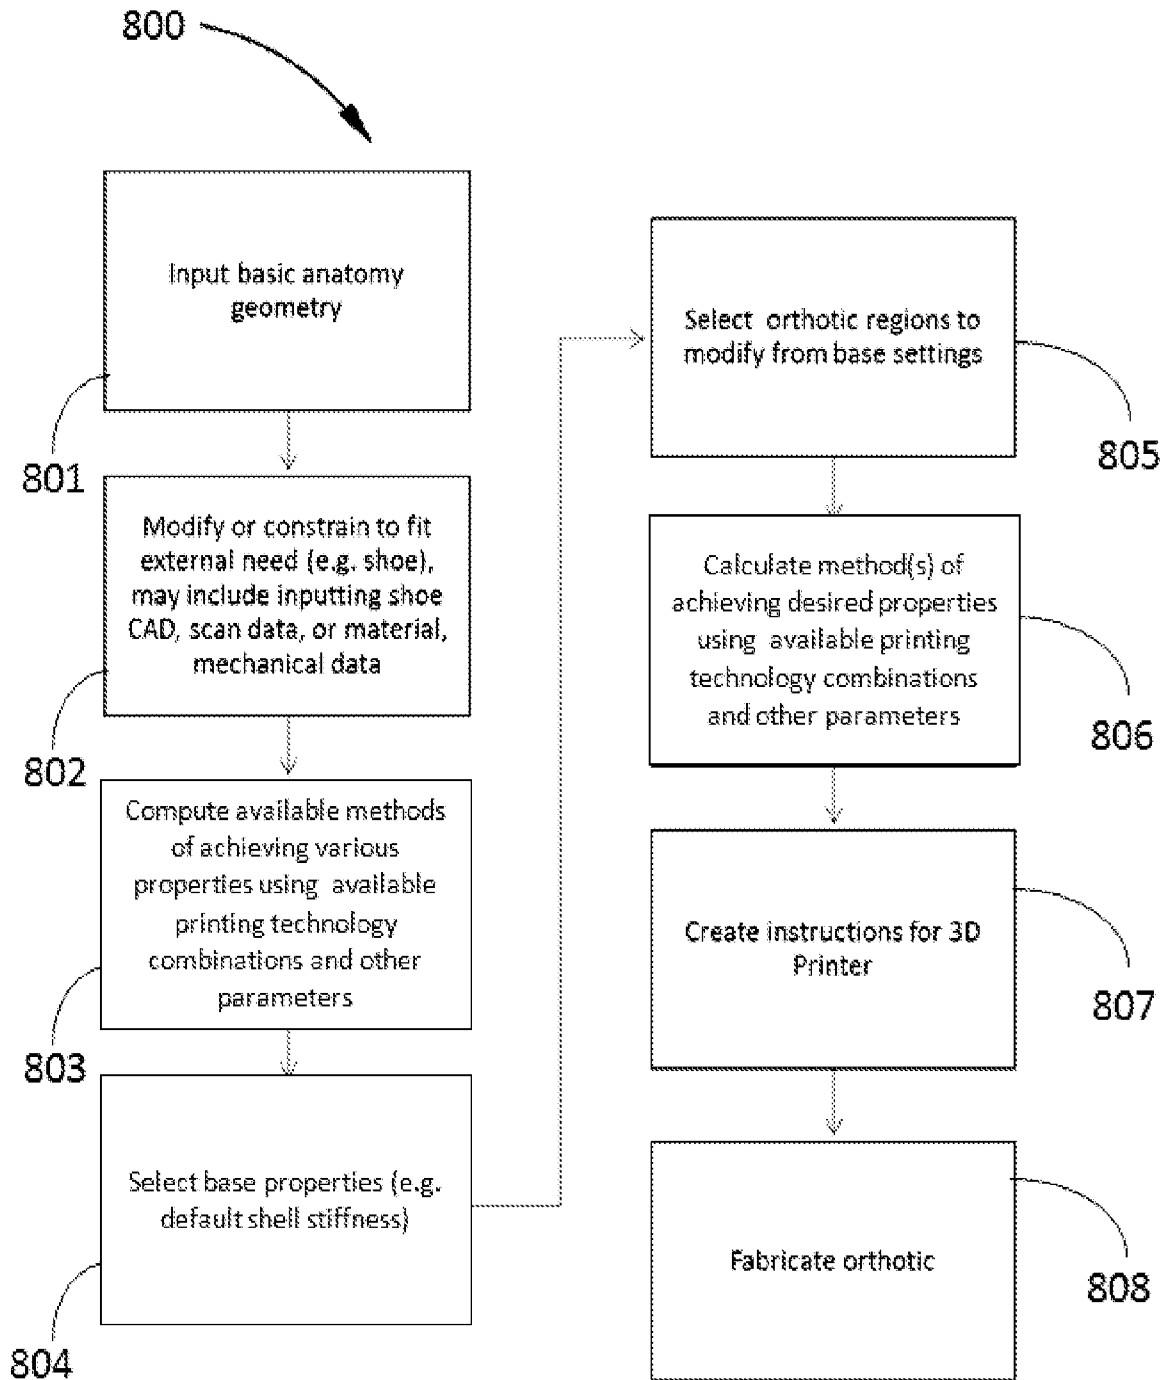 800
Input basic anatomy
geometry
801
Modify or constrain to fit
external need (e.g. shoe),
may include inputting shoe
CAD, scan data, or material,
mechanical data
802
Compute available methods
of achieving various
properties using available
printing technology
combinations and other
parameters
803
Select base properties (e.g.
default shell stiffness)
804
Select orthotic regions to
modify from base settings
805
Calculate method(s) of
achieving desired properties
using available printing
technology combinations
and other parameters
806
Create instructions for 3D
Printer
807
Fabricate orthotic
808